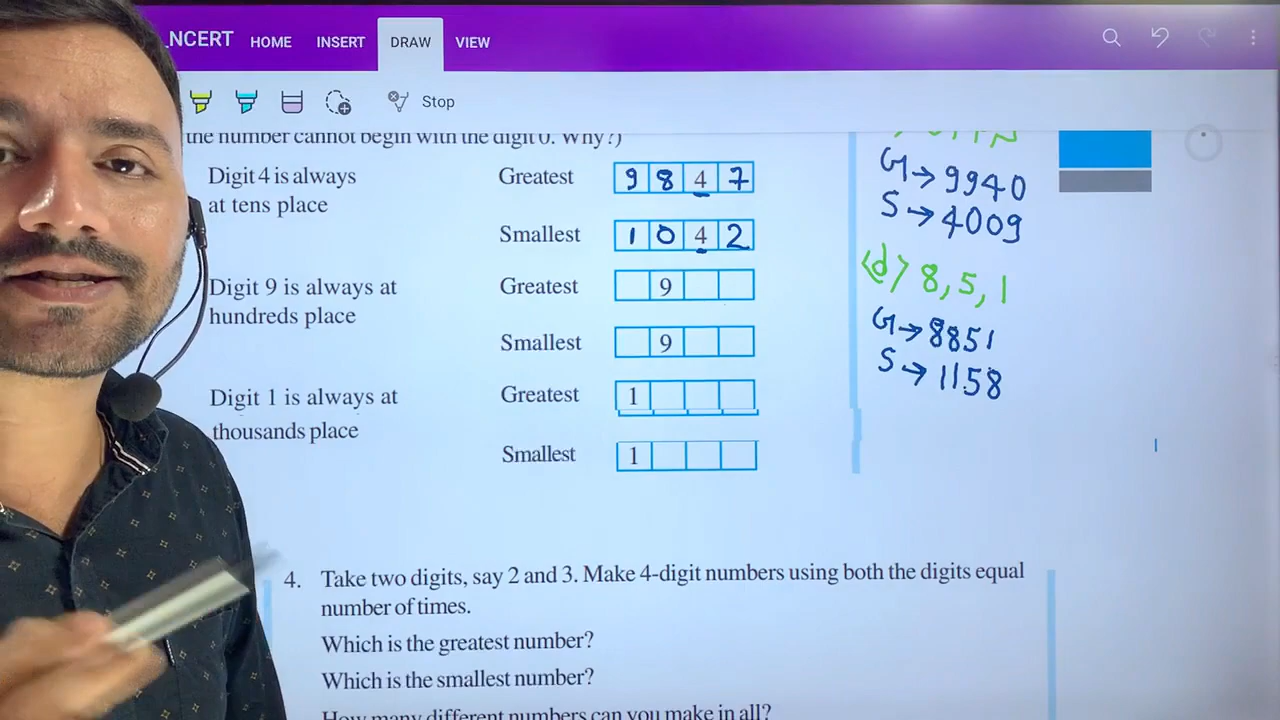 _NCERT HOME INSERT DRAW VIEW
Stop
the number cannot begin with the digit 0. Why?)
Digit 4 is always
at tens place
Greatest 9 8 4 7
Smallest 1 0 4 2
Digit 9 is always at
hundreds place
Greatest 9
Smallest 9
Digit 1 is always at
thousands place
Greatest 1
Smallest 1
G→9940
S→4009
(d) 8,5,1
G→8851
S→1158
4. Take two digits, say 2 and 3. Make 4-digit numbers using both the digits equal
number of times.
Which is the greatest number?
Which is the smallest number?
How many different numbers can you make in all?